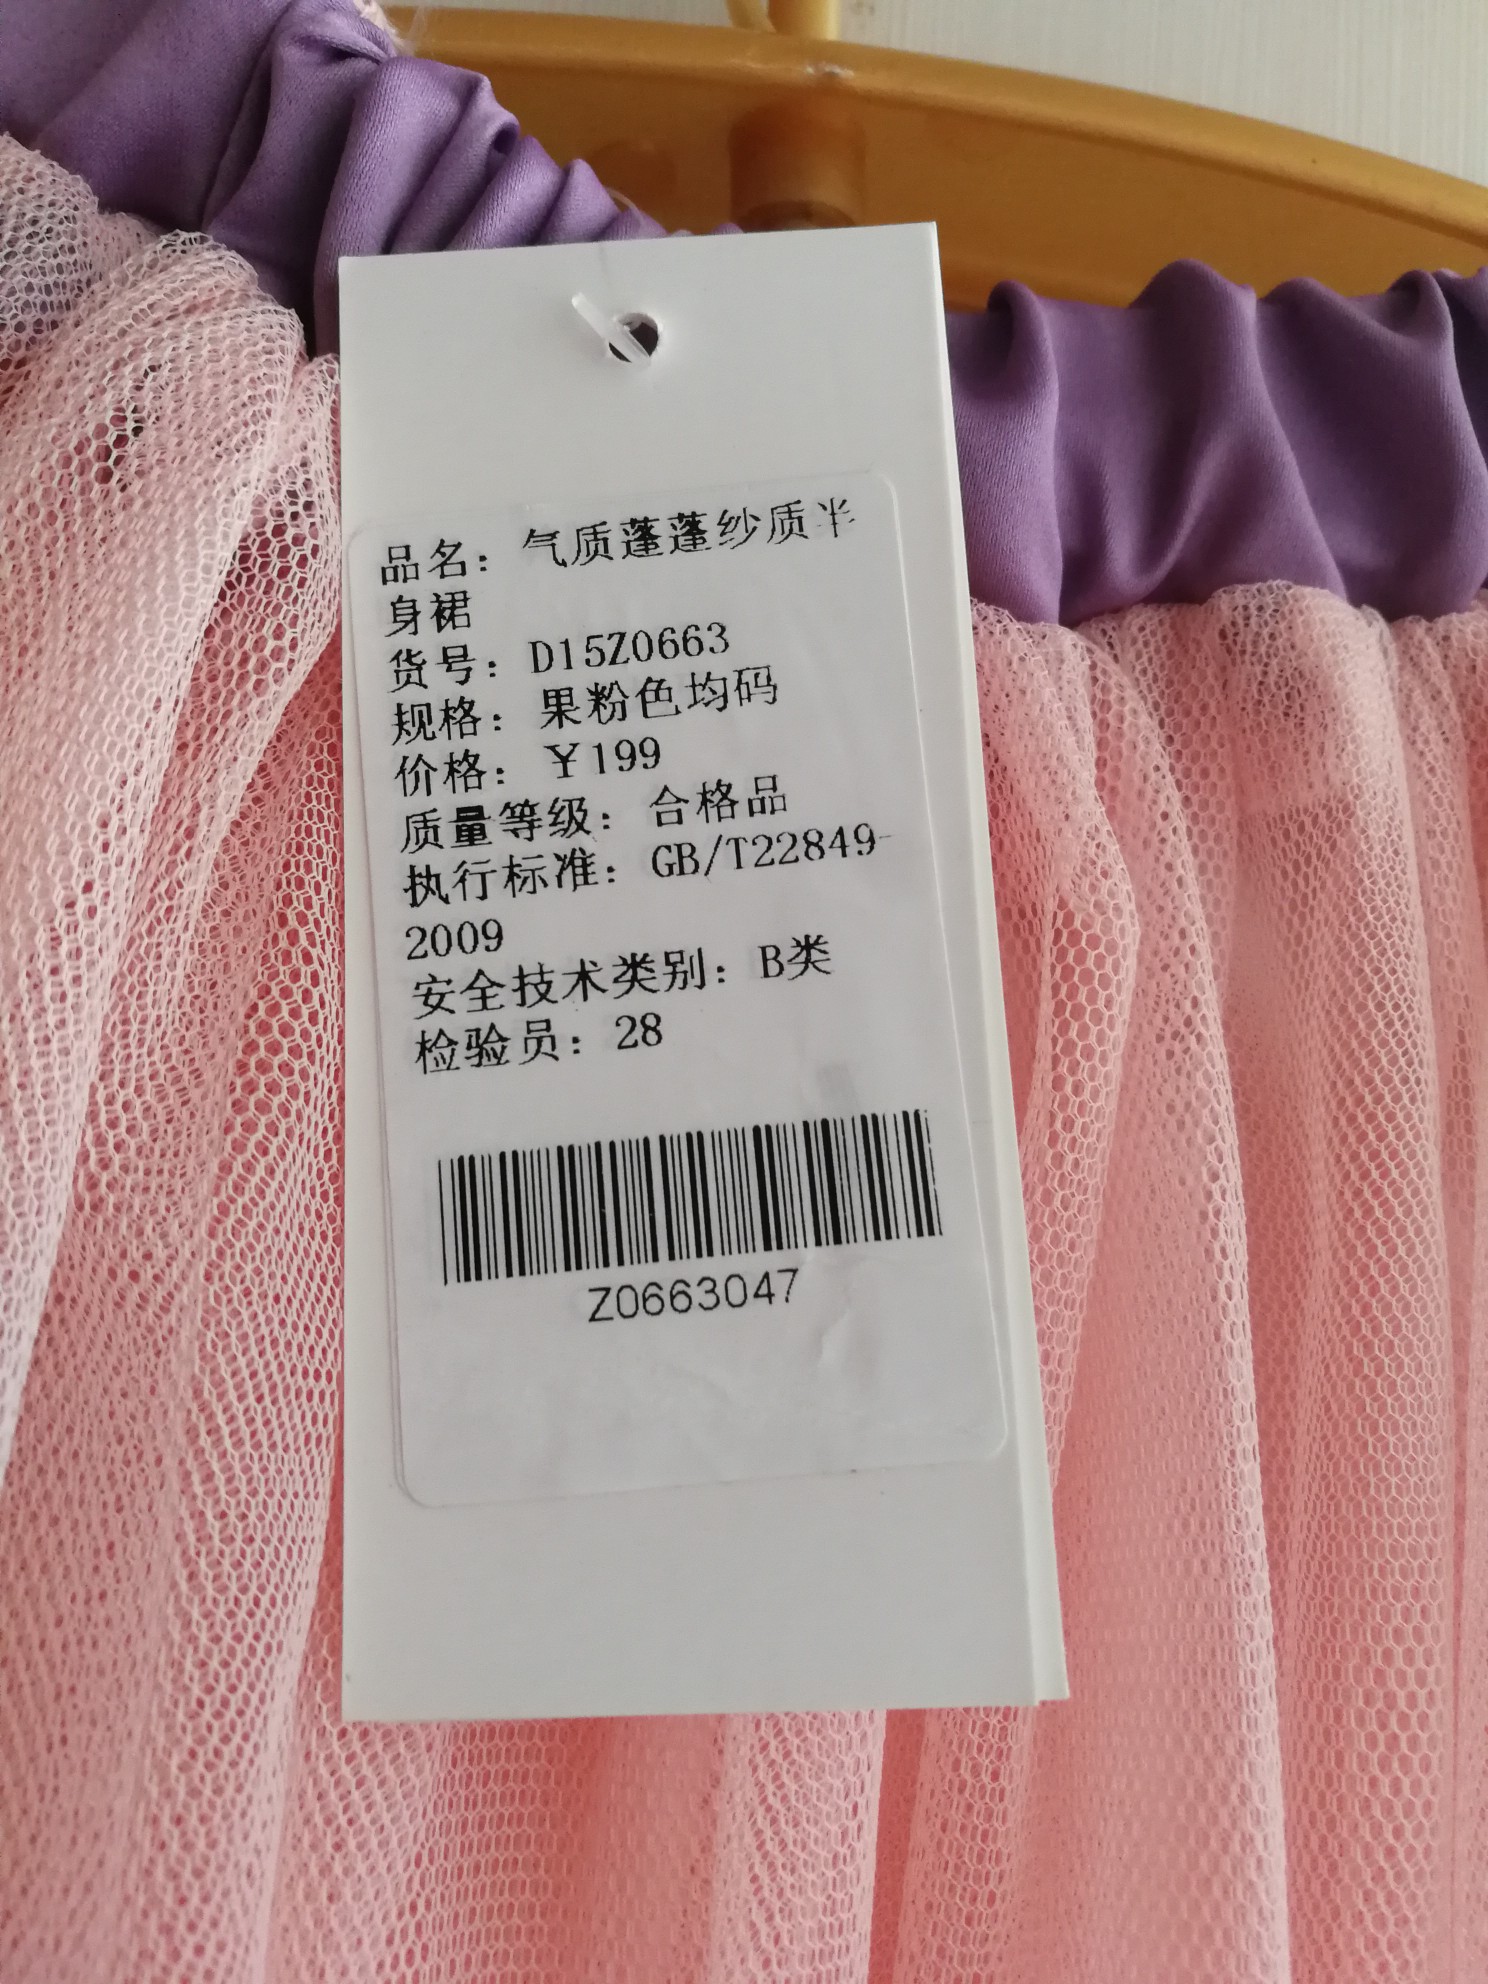 品名：气质蓬蓬纱质半
身裙
货号：D15Z0663
规格：果粉色均码
价格：￥199
质量等级：合格品
执行标准：GB/T22849-
2009
安全技术类别：B类
检验员：28
Z0663047